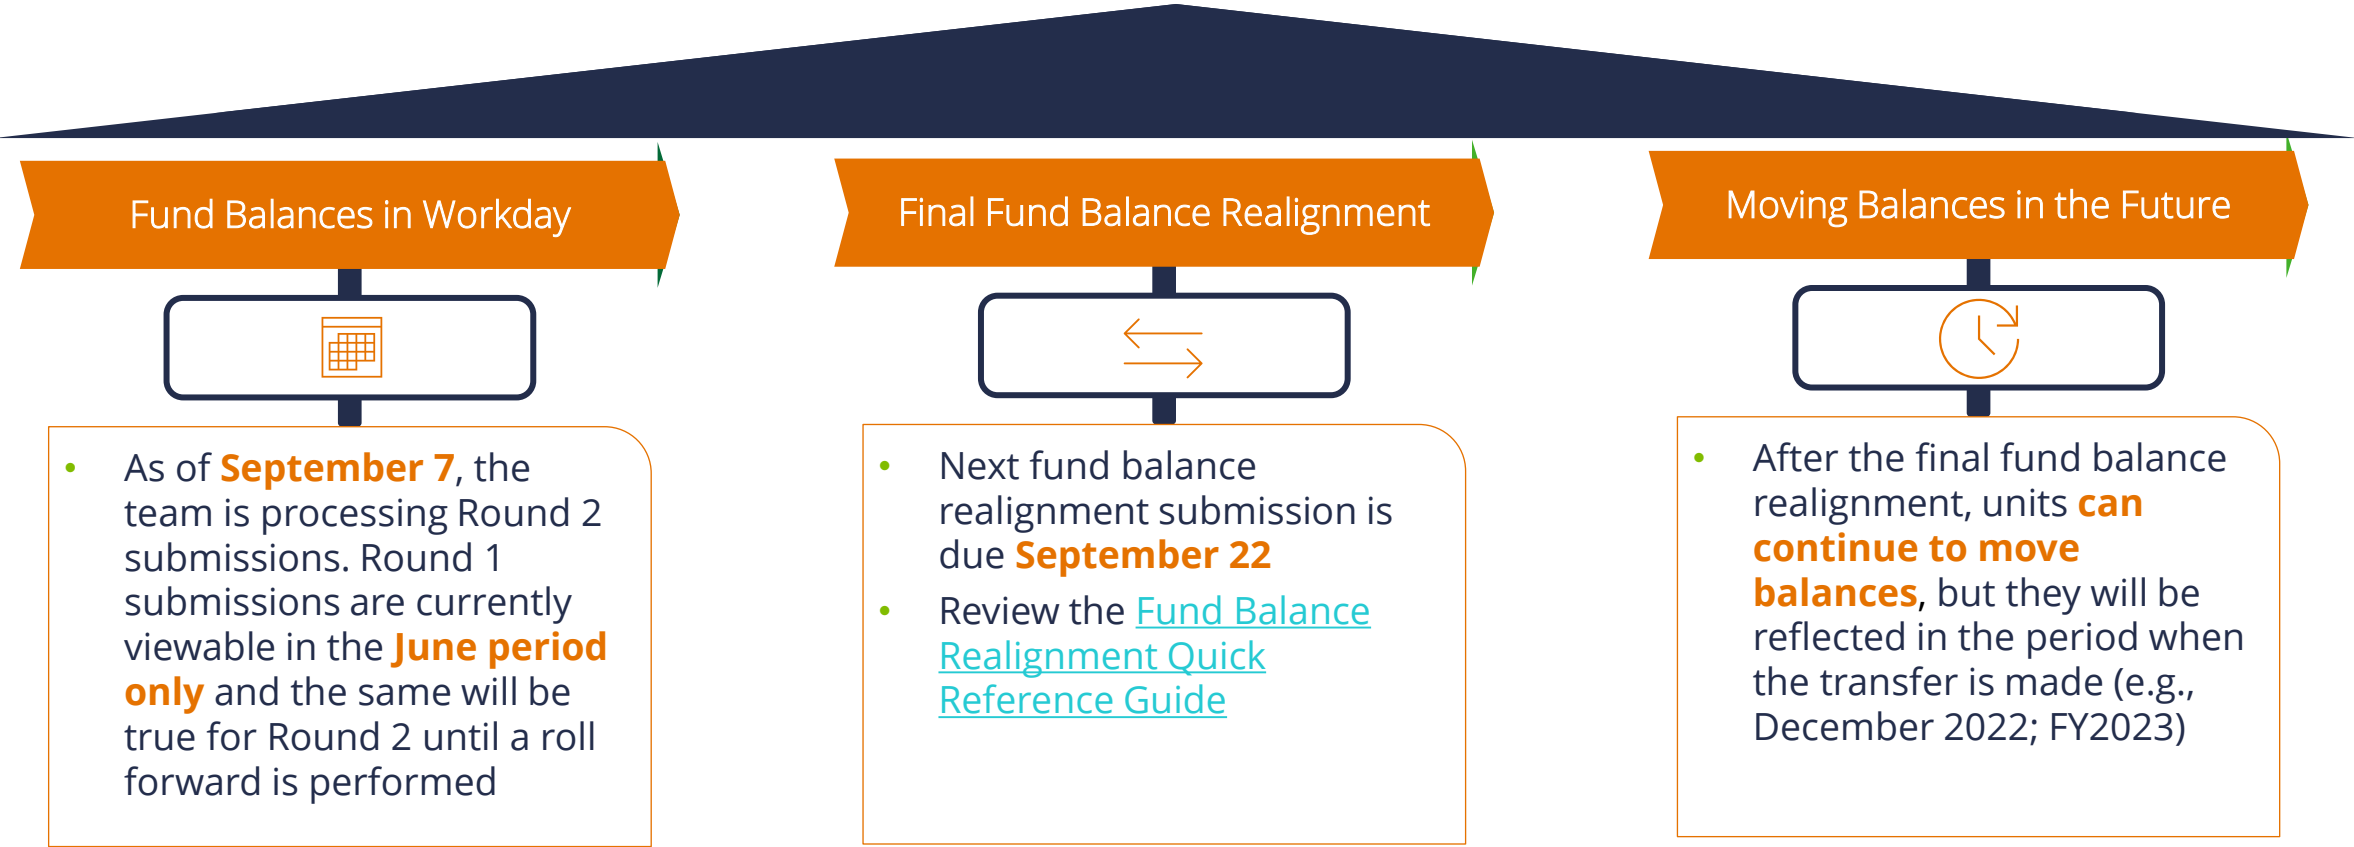 Fund Balances in Workday
• As of September 7, the
team is processing Round 2
submissions. Round 1
submissions are currently
viewable in the June period
only and the same will be
true for Round 2 until a roll
forward is performed
Final Fund Balance Realignment
• Next fund balance
realignment submission is
due September 22
• Review the Fund Balance
Realignment Quick
Reference Guide
Moving Balances in the Future
• After the final fund balance
realignment, units can
continue to move
balances, but they will be
reflected in the period when
the transfer is made (e.g.,
December 2022; FY2023)